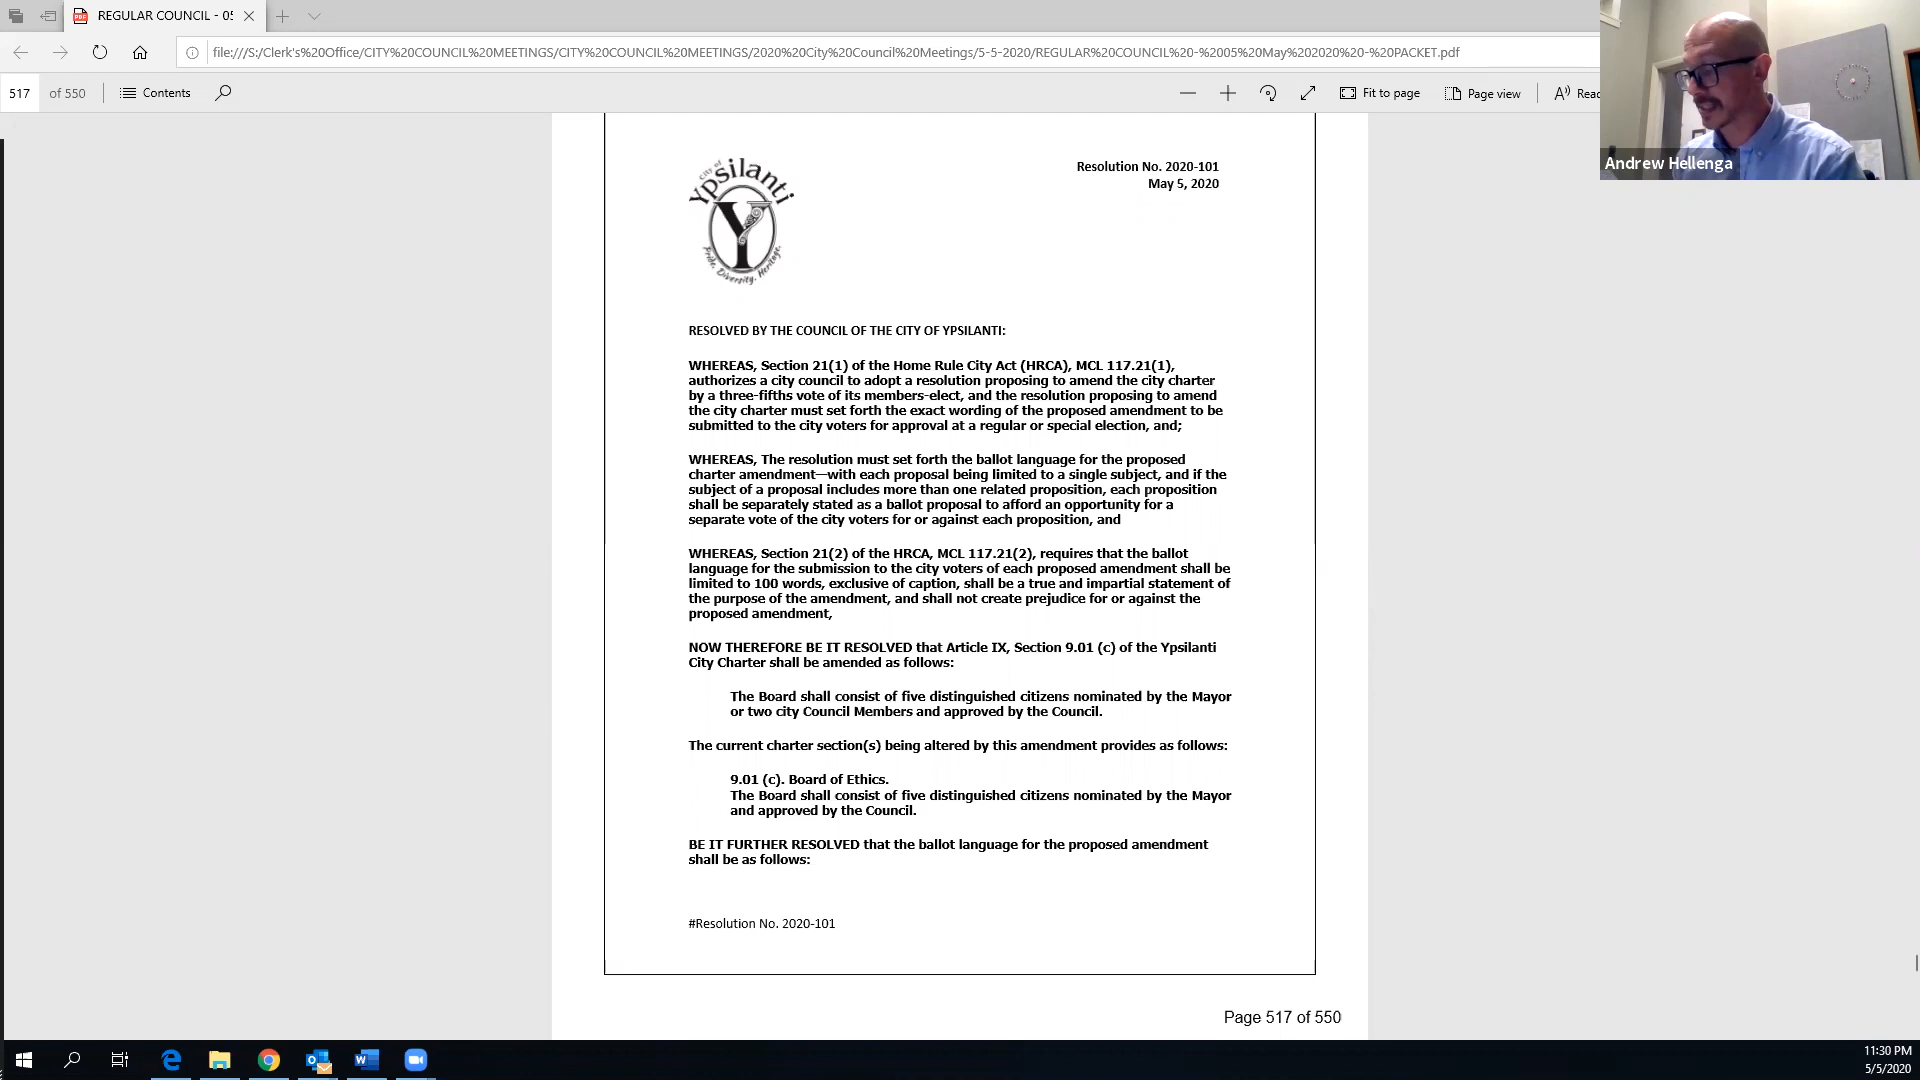 REGULAR COUNCIL - 05
file:///S:/Clerk's%20Office/CITY%20COUNCIL%20MEETINGS/CITY%20COUNCIL%20MEETINGS/2020%20City%20Council%20Meetings/5-5-2020/REGULAR%20COUNCIL%20-%2005%20May%202020%20-%20PACKET.pdf
517 of 550 Contents Fit to page Page view Read
Andrew Hellenga
City of
Ypsilanti
Y
Pride. Diversity. Heritage.
Resolution No. 2020-101
May 5, 2020
RESOLVED BY THE COUNCIL OF THE CITY OF YPSILANTI:
WHEREAS, Section 21(1) of the Home Rule City Act (HRCA), MCL 117.21(1),
authorizes a city council to adopt a resolution proposing to amend the city charter
by a three-fifths vote of its members-elect, and the resolution proposing to amend
the city charter must set forth the exact wording of the proposed amendment to be
submitted to the city voters for approval at a regular or special election, and;
WHEREAS, The resolution must set forth the ballot language for the proposed
charter amendment—with each proposal being limited to a single subject, and if the
subject of a proposal includes more than one related proposition, each proposition
shall be separately stated as a ballot proposal to afford an opportunity for a
separate vote of the city voters for or against each proposition, and
WHEREAS, Section 21(2) of the HRCA, MCL 117.21(2), requires that the ballot
language for the submission to the city voters of each proposed amendment shall be
limited to 100 words, exclusive of caption, shall be a true and impartial statement of
the purpose of the amendment, and shall not create prejudice for or against the
proposed amendment,
NOW THEREFORE BE IT RESOLVED that Article IX, Section 9.01 (c) of the Ypsilanti
City Charter shall be amended as follows:
The Board shall consist of five distinguished citizens nominated by the Mayor
or two city Council Members and approved by the Council.
The current charter section(s) being altered by this amendment provides as follows:
9.01 (c). Board of Ethics.
The Board shall consist of five distinguished citizens nominated by the Mayor
and approved by the Council.
BE IT FURTHER RESOLVED that the ballot language for the proposed amendment
shall be as follows:
#Resolution No. 2020-101
Page 517 of 550
11:30 PM
5/5/2020